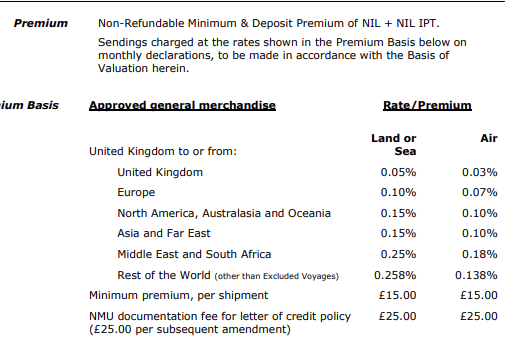 Premium Non-Refundable Minimum & Deposit Premium of NIL + NIL IPT.
Sendings charged at the rates shown in the Premium Basis below on
monthly declarations, to be made in accordance with the Basis of
Valuation herein.
ium Basis Approved general merchandise Rate/Premium
Land or Sea Air
United Kingdom to or from:
United Kingdom 0.05% 0.03%
Europe 0.10% 0.07%
North America, Australasia and Oceania 0.15% 0.10%
Asia and Far East 0.15% 0.10%
Middle East and South Africa 0.25% 0.18%
Rest of the World (other than Excluded Voyages) 0.258% 0.138%
Minimum premium, per shipment £15.00 £15.00
NMU documentation fee for letter of credit policy £25.00 £25.00
(£25.00 per subsequent amendment)